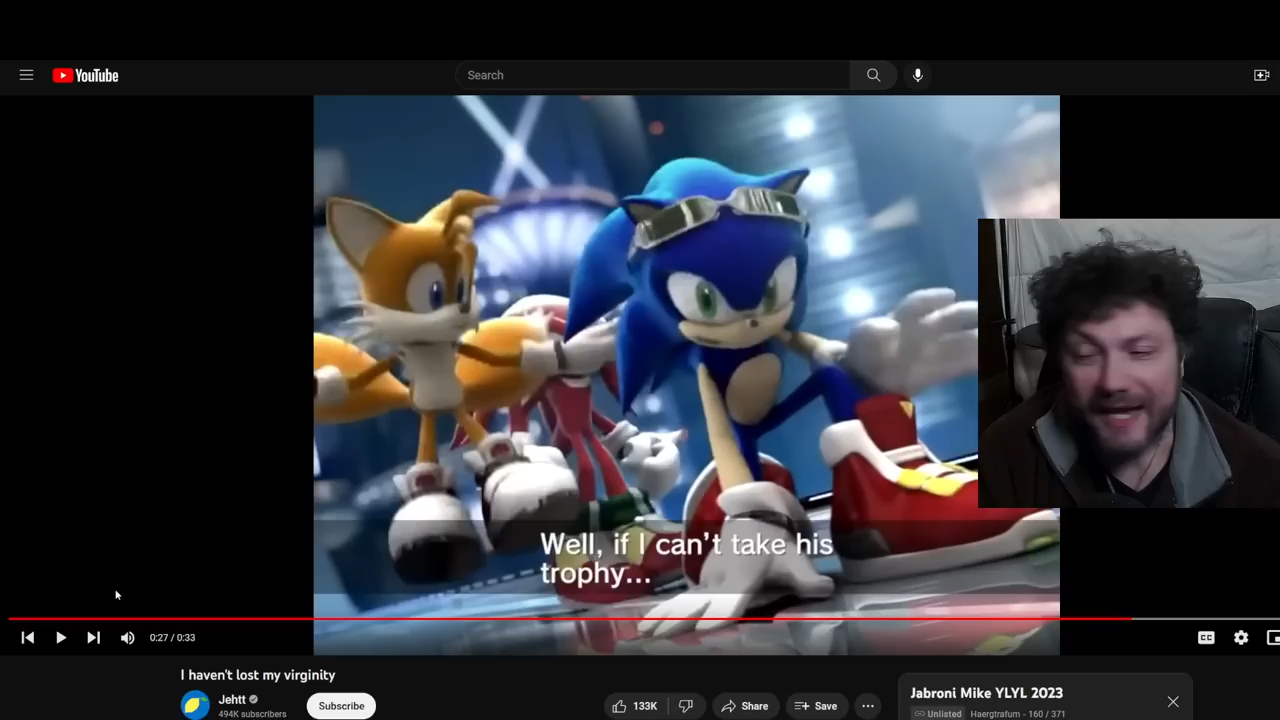 YouTube
Search
Well, if I can't take his
trophy...
0:27 / 0:33
CC
I haven't lost my virginity
Jehtt
494K subscribers
Subscribe
133K
Share
Save
Jabroni Mike YLYL 2023
Unlisted Haergtrafum - 160 / 371